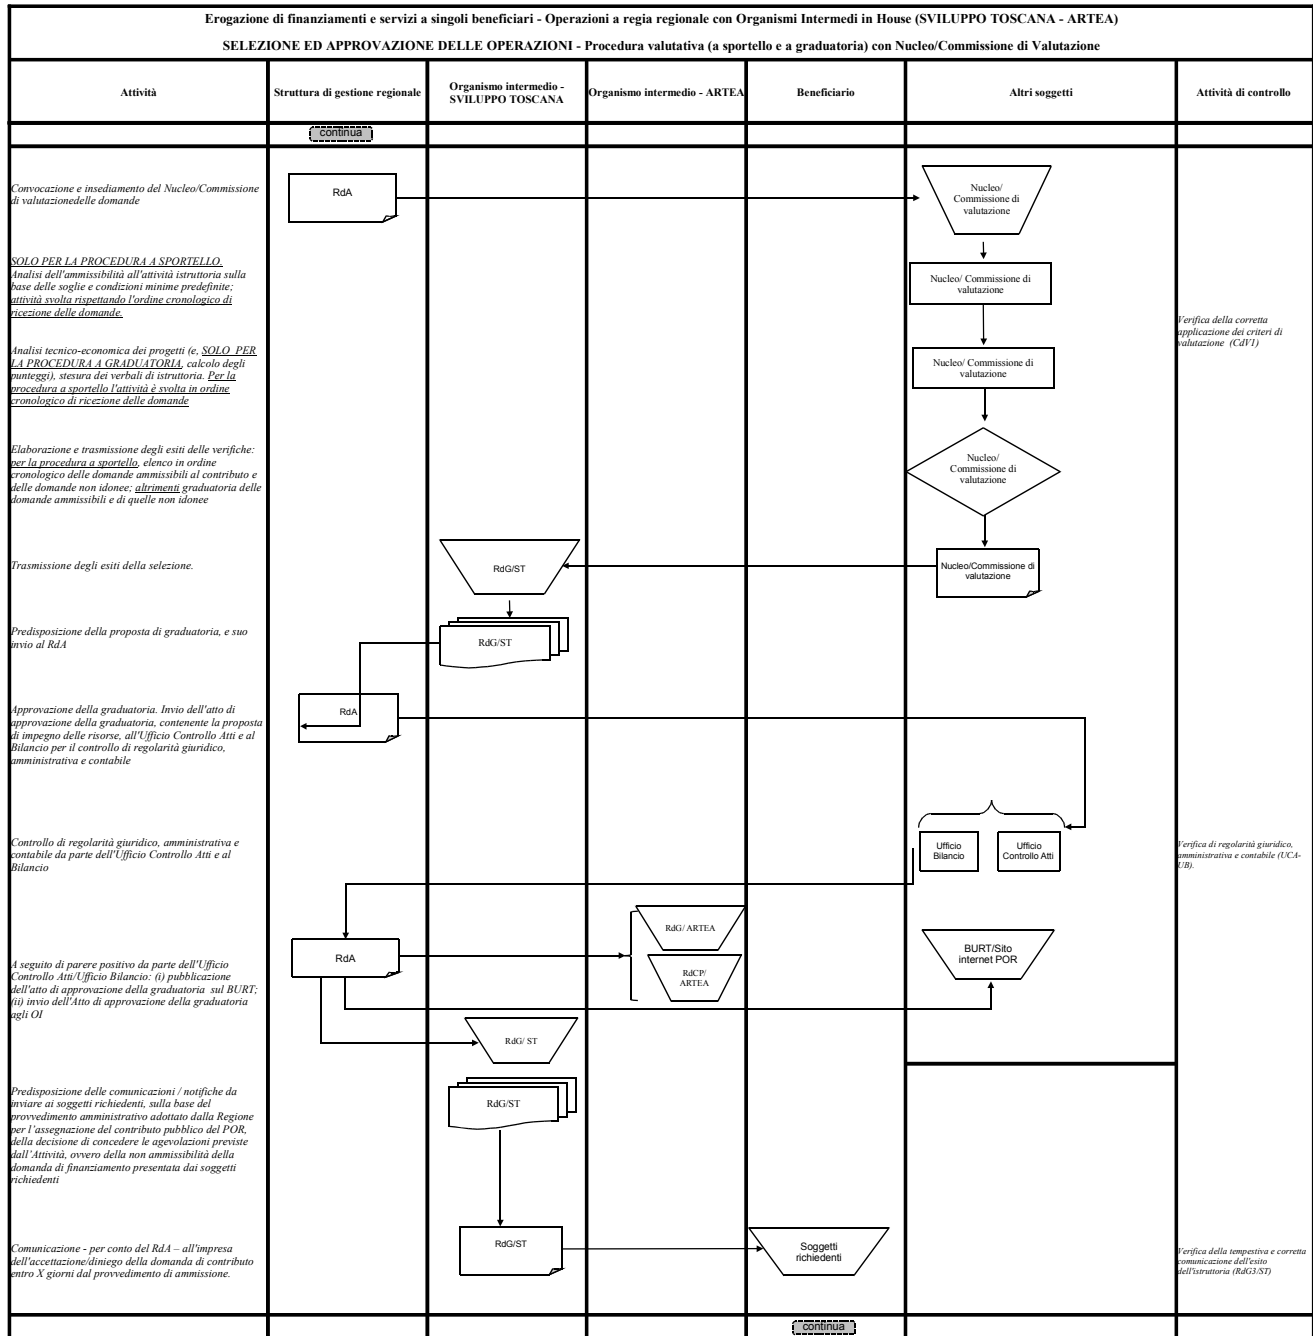 Erogazione di finanziamenti e servizi a singoli beneficiari - Operazioni a regia regionale con Organismi Intermedi in House (SVILUPPO TOSCANA - ARTEA)
SELEZIONE ED APPROVAZIONE DELLE OPERAZIONI - Procedura valutativa (a sportello e a graduatoria) con Nucleo/Commissione di Valutazione
Attività
Struttura di gestione regionale
Organismo intermedio -
SVILUPPO TOSCANA
Organismo intermedio - ARTEA
Beneficiario
Altri soggetti
Attività di controllo
continua
Convocazione e insediamento del Nucleo/Commissione
di valutazionedelle domande
RdA
Nucleo/
Commissione di
valutazione
SOLO PER LA PROCEDURA A SPORTELLO.
Analisi dell'ammissibilità all'attività istruttoria sulla
base delle soglie e condizioni minime predefinite;
attività svolta rispettando l'ordine cronologico di
ricezione delle domande.
Nucleo/ Commissione di
valutazione
Verifica della corretta
applicazione dei criteri di
valutazione (CdV1)
Analisi tecnico-economica dei progetti (e, SOLO PER
LA PROCEDURA A GRADUATORIA, calcolo degli
punteggi), stesura dei verbali di istruttoria. Per la
procedura a sportello l'attività è svolta in ordine
cronologico di ricezione delle domande
Nucleo/ Commissione di
valutazione
Elaborazione e trasmissione degli esiti delle verifiche:
per la procedura a sportello, elenco in ordine
cronologico delle domande ammissibili al contributo e
delle domande non idonee; altrimenti graduatoria delle
domande ammissibili e di quelle non idonee
Nucleo/
Commissione di
valutazione
Trasmissione degli esiti della selezione.
RdG/ST
Nucleo/Commissione di
valutazione
Predisposizione della proposta di graduatoria, e suo
invio al RdA
RdG/ST
Approvazione della graduatoria. Invio dell'atto di
approvazione della graduatoria, contenente la proposta
di impegno delle risorse, all'Ufficio Controllo Atti e al
Bilancio per il controllo di regolarità giuridico,
amministrativa e contabile
RdA
Controllo di regolarità giuridico, amministrativa e
contabile da parte dell'Ufficio Controllo Atti e al
Bilancio
Ufficio
Bilancio
Ufficio
Controllo Atti
Verifica di regolarità giuridico,
amministrativa e contabile (UCA-
UB).
A seguito di parere positivo da parte dell'Ufficio
Controllo Atti/Ufficio Bilancio: (i) pubblicazione
dell'atto di approvazione della graduatoria sul BURT;
(ii) invio dell'Atto di approvazione della graduatoria
agli OI
RdA
RdG/ ARTEA
RdCP/
ARTEA
BURT/Sito
internet POR
RdG/ ST
Predisposizione delle comunicazioni / notifiche da
inviare ai soggetti richiedenti, sulla base del
provvedimento amministrativo adottato dalla Regione
per l'assegnazione del contributo pubblico del POR,
della decisione di concedere le agevolazioni previste
dall'Attività, ovvero della non ammissibilità della
domanda di finanziamento presentata dai soggetti
richiedenti
RdG/ST
Comunicazione - per conto del RdA – all'impresa
dell'accettazione/diniego della domanda di contributo
entro X giorni dal provvedimento di ammissione.
RdG/ST
Soggetti
richiedenti
Verifica della tempestiva e corretta
comunicazione dell'esito
dell'istruttoria (RdG3/ST)
continua